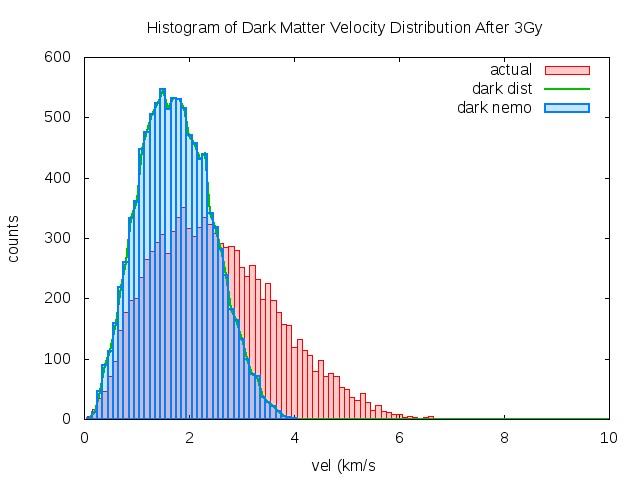 Histogram of Dark Matter Velocity Distribution After 3Gy
600
500
400
300
200
100
0
counts
actual
dark dist
dark nemo
0 2 4 6 8 10
vel (km/s